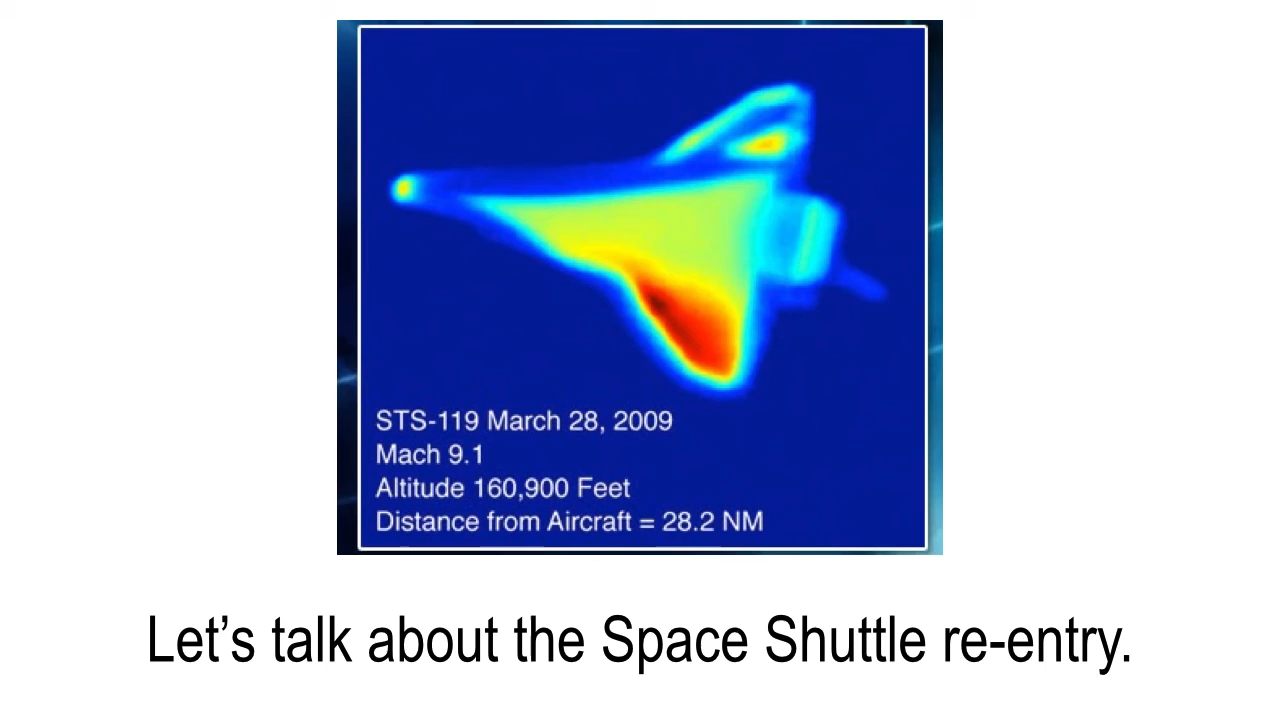 STS-119 March 28, 2009
Mach 9.1
Altitude 160,900 Feet
Distance from Aircraft = 28.2 NM
Let’s talk about the Space Shuttle re-entry.